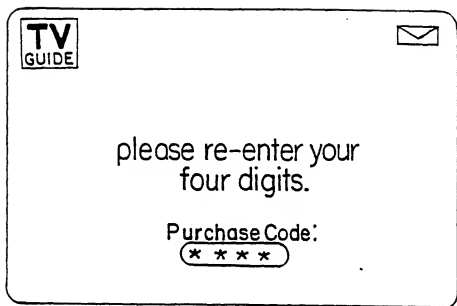 TV
GUIDE
please re-enter your
four digits.
Purchase Code:
* * * *